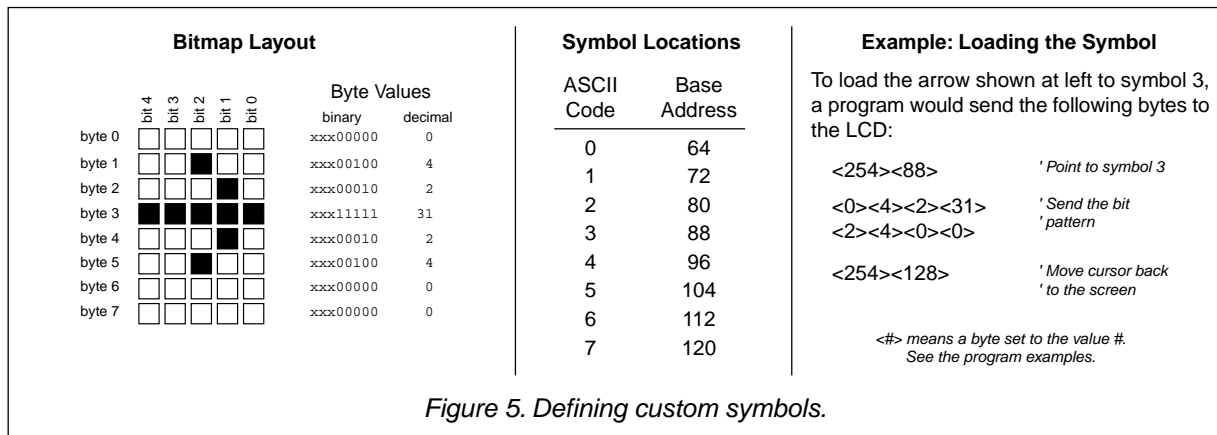 Bitmap Layout
bit 4 bit 3 bit 2 bit 1 bit 0
Byte Values
binary decimal
byte 0 xxx00000 0
byte 1 xxx00100 4
byte 2 xxx00010 2
byte 3 xxx11111 31
byte 4 xxx00010 2
byte 5 xxx00100 4
byte 6 xxx00000 0
byte 7 xxx00000 0
Symbol Locations
ASCII Base
Code Address
0 64
1 72
2 80
3 88
4 96
5 104
6 112
7 120
Example: Loading the Symbol
To load the arrow shown at left to symbol 3,
a program would send the following bytes to
the LCD:
<254><88> ' Point to symbol 3
<0><4><2><31> ' Send the bit
<2><4><0><0> ' pattern
<254><128> ' Move cursor back
' to the screen
<#> means a byte set to the value #.
See the program examples.
Figure 5. Defining custom symbols.